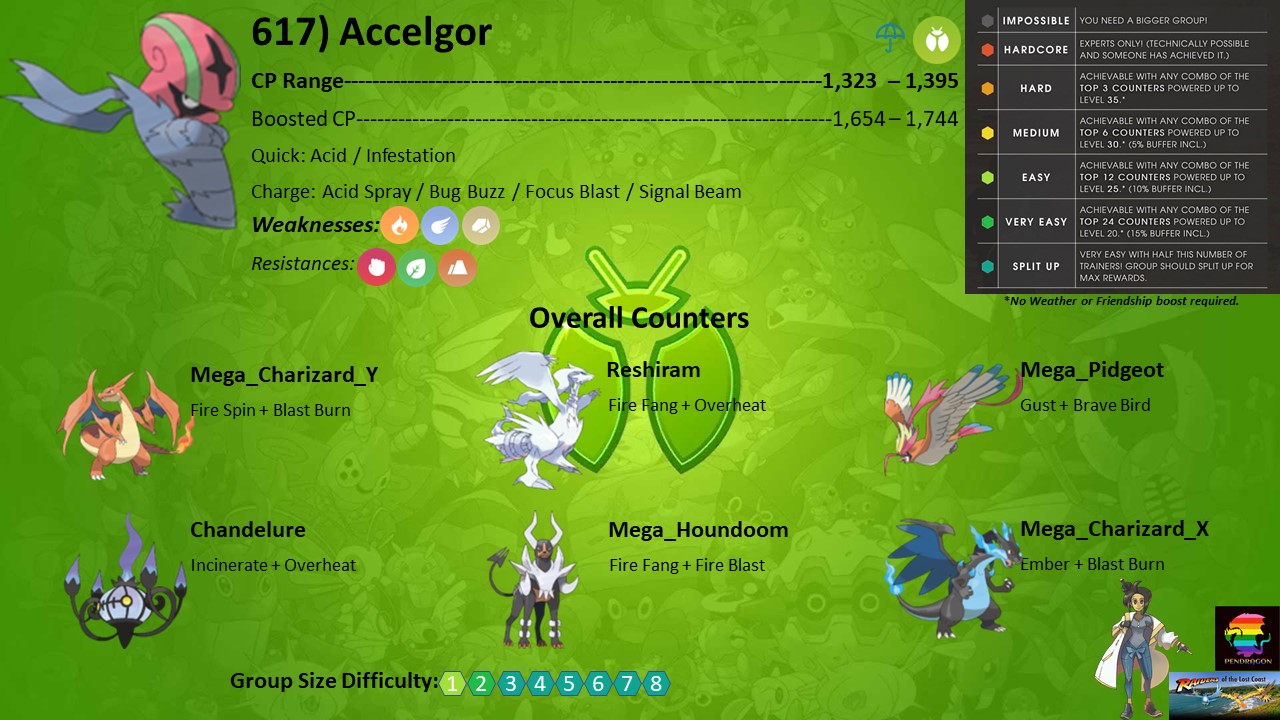 617) Accelgor
CP Range--------------------------------------------------------------------1,323 – 1,395
Boosted CP--------------------------------------------------------------------1,654 – 1,744
Quick: Acid / Infestation
Charge: Acid Spray / Bug Buzz / Focus Blast / Signal Beam
Weaknesses:
Resistances:
IMPOSSIBLE YOU NEED A BIGGER GROUP!
HARDCORE EXPERTS ONLY! (TECHNICALLY POSSIBLE
AND SOMEONE HAS ACHIEVED IT.)
HARD ACHIEVABLE WITH ANY COMBO OF THE
TOP 3 COUNTERS POWERED UP TO
LEVEL 35.*
MEDIUM ACHIEVABLE WITH ANY COMBO OF THE
TOP 6 COUNTERS POWERED UP TO
LEVEL 30.* (5% BUFFER INCL.)
EASY ACHIEVABLE WITH ANY COMBO OF THE
TOP 12 COUNTERS POWERED UP TO
LEVEL 25.* (10% BUFFER INCL.)
VERY EASY ACHIEVABLE WITH ANY COMBO OF THE
TOP 24 COUNTERS POWERED UP TO
LEVEL 20.* (15% BUFFER INCL.)
SPLIT UP VERY EASY WITH HALF THIS NUMBER OF
TRAINERS! GROUP SHOULD SPLIT UP FOR
MAX REWARDS.
*No Weather or Friendship boost required.
Overall Counters
Mega_Charizard_Y
Fire Spin + Blast Burn
Reshiram
Fire Fang + Overheat
Mega_Pidgeot
Gust + Brave Bird
Chandelure
Incinerate + Overheat
Mega_Houndoom
Fire Fang + Fire Blast
Mega_Charizard_X
Ember + Blast Burn
Group Size Difficulty: 1 2 3 4 5 6 7 8
PENDRAGON
RAIDERS of the Lost Coast